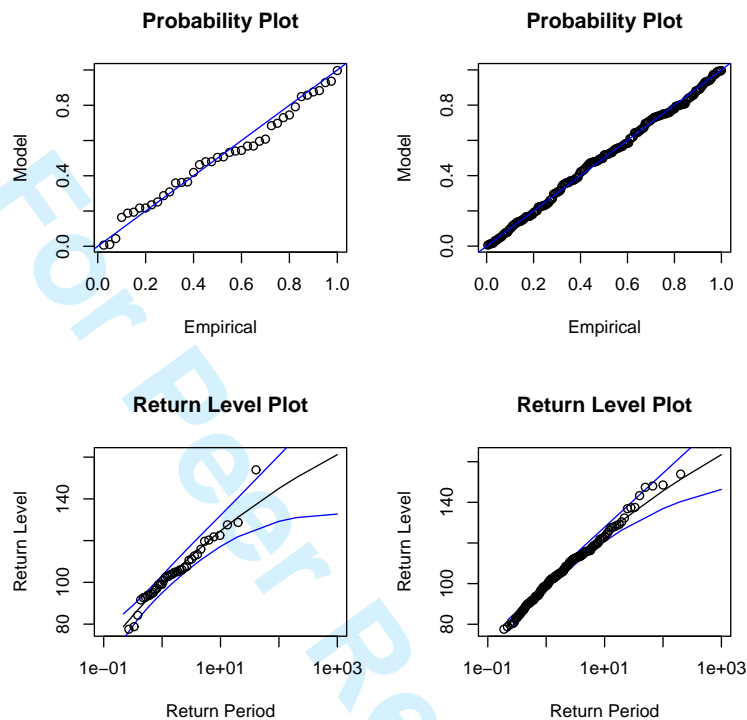 Probability Plot
Model
0.0 0.4 0.8
0.0 0.2 0.4 0.6 0.8 1.0
Empirical
Probability Plot
Model
0.0 0.4 0.8
0.0 0.2 0.4 0.6 0.8 1.0
Empirical
Return Level Plot
Return Level
80 100 140
1e−01 1e+01 1e+03
Return Period
Return Level Plot
Return Level
80 100 140
1e−01 1e+01 1e+03
Return Period
For Peer Re